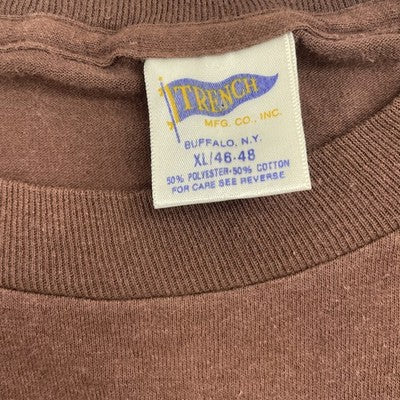 TRENCH
MFG. CO., INC.
BUFFALO, N.Y.
XL/46-48
50% POLYESTER-50% COTTON
FOR CARE SEE REVERSE